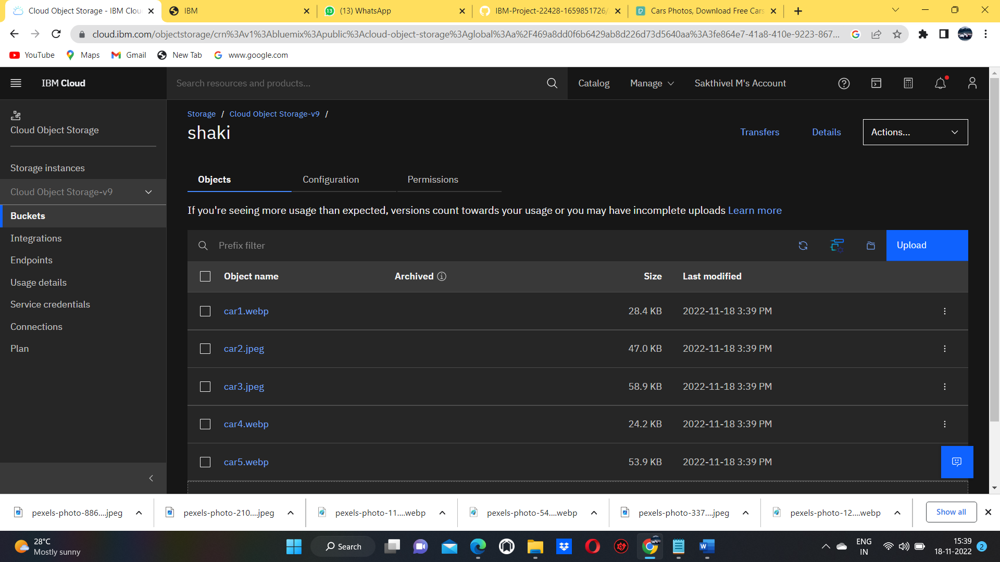 Cloud Object Storage - IBM Clou
IBM
(13) WhatsApp
IBM-Project-22428-1659851726/
Cars Photos, Download Free Cars
cloud.ibm.com/objectstorage/crn%3Av1%3Abluemix%3Apublic%3Acloud-object-storage%3Aglobal%3Aa%2F469a8dd0f6b6429ab8d226d73d5640aa%3A3fe864e7-41a8-410e-9223-867...
YouTube
Maps
Gmail
New Tab
www.google.com
IBM Cloud
Search resources and products...
Catalog
Manage
Sakthivel M's Account
Cloud Object Storage
Storage instances
Cloud Object Storage-v9
Buckets
Integrations
Endpoints
Usage details
Service credentials
Connections
Plan
Storage / Cloud Object Storage-v9 /
shaki
Transfers
Details
Actions...
Objects
Configuration
Permissions
If you're seeing more usage than expected, versions count towards your usage or you may have incomplete uploads Learn more
Prefix filter
Upload
Object name Archived Size Last modified
car1.webp 28.4 KB 2022-11-18 3:39 PM
car2.jpeg 47.0 KB 2022-11-18 3:39 PM
car3.jpeg 58.9 KB 2022-11-18 3:39 PM
car4.webp 24.2 KB 2022-11-18 3:39 PM
car5.webp 53.9 KB 2022-11-18 3:39 PM
pexels-photo-886....jpeg
pexels-photo-210....jpeg
pexels-photo-11....webp
pexels-photo-54....webp
pexels-photo-337....jpeg
pexels-photo-12....webp
Show all
28°C
Mostly sunny
Search
ENG
IN
15:39
18-11-2022
2